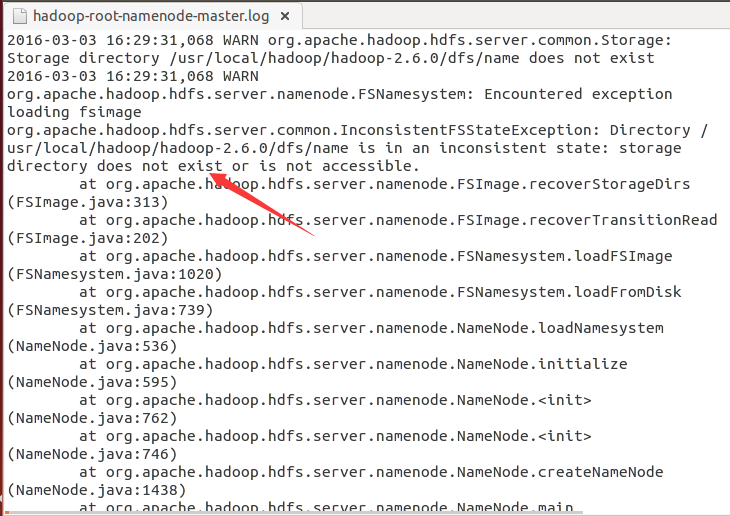 hadoop-root-namenode-master.log ×
2016-03-03 16:29:31,068 WARN org.apache.hadoop.hdfs.server.common.Storage:
Storage directory /usr/local/hadoop/hadoop-2.6.0/dfs/name does not exist
2016-03-03 16:29:31,068 WARN
org.apache.hadoop.hdfs.server.namenode.FSNamesystem: Encountered exception
loading fsimage
org.apache.hadoop.hdfs.server.common.InconsistentFSStateException: Directory /
usr/local/hadoop/hadoop-2.6.0/dfs/name is in an inconsistent state: storage
directory does not exist or is not accessible.
at org.apache.hadoop.hdfs.server.namenode.FSImage.recoverStorageDirs
(FSImage.java:313)
at org.apache.hadoop.hdfs.server.namenode.FSImage.recoverTransitionRead
(FSImage.java:202)
at org.apache.hadoop.hdfs.server.namenode.FSNamesystem.loadFSImage
(FSNamesystem.java:1020)
at org.apache.hadoop.hdfs.server.namenode.FSNamesystem.loadFromDisk
(FSNamesystem.java:739)
at org.apache.hadoop.hdfs.server.namenode.NameNode.loadNamesystem
(NameNode.java:536)
at org.apache.hadoop.hdfs.server.namenode.NameNode.initialize
(NameNode.java:595)
at org.apache.hadoop.hdfs.server.namenode.NameNode.<init>
(NameNode.java:762)
at org.apache.hadoop.hdfs.server.namenode.NameNode.<init>
(NameNode.java:746)
at org.apache.hadoop.hdfs.server.namenode.NameNode.createNameNode
(NameNode.java:1438)
at org.apache.hadoop.hdfs.server.namenode.NameNode.main